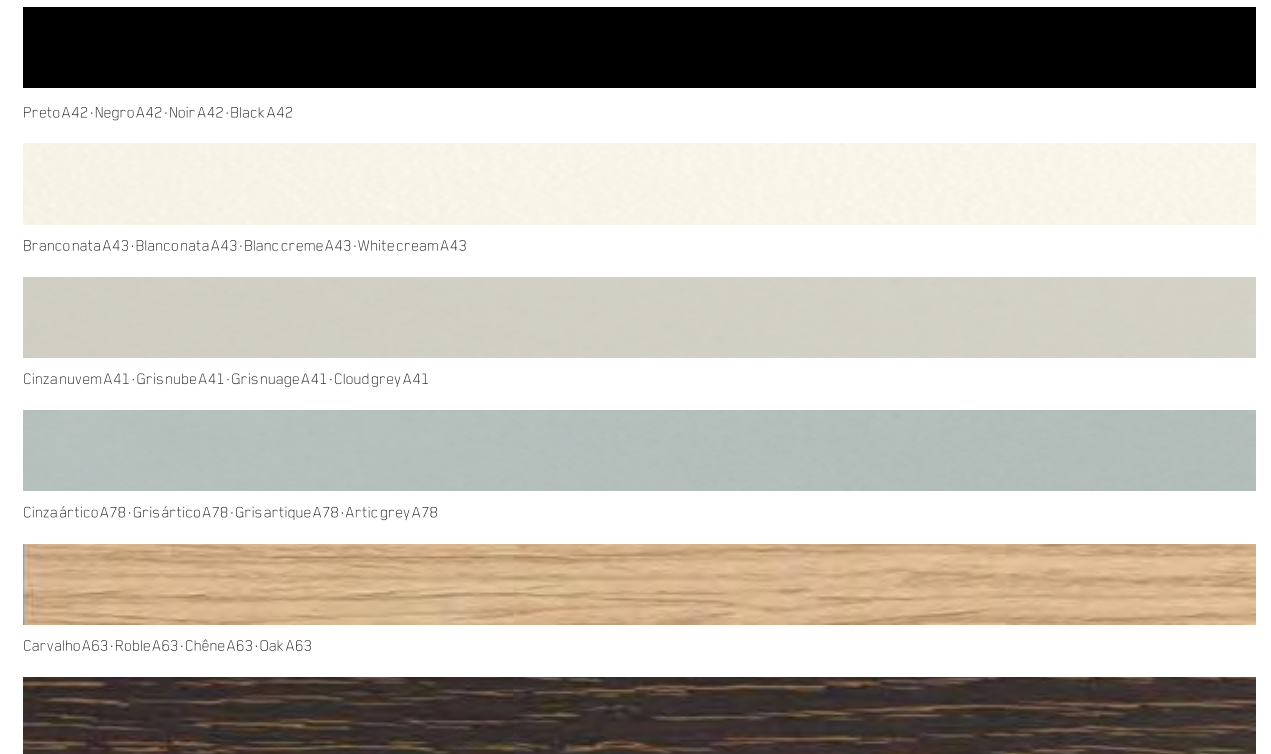 Preto A42 · Negro A42 · Noir A42 · Black A42
Branco nata A43 · Blanco nata A43 · Blanc creme A43 · White cream A43
Cinza nuvem A41 · Gris nube A41 · Gris nuage A41 · Cloud grey A41
Cinza ártico A78 · Gris ártico A78 · Gris artique A78 · Artic grey A78
Carvalho A63 · Roble A63 · Chêne A63 · Oak A63